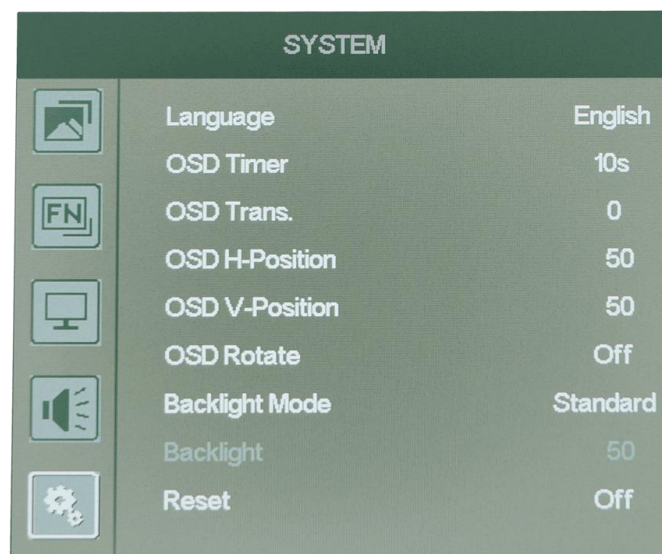 SYSTEM
Language English
OSD Timer 10s
OSD Trans. 0
FN
OSD H-Position 50
OSD V-Position 50
OSD Rotate Off
Backlight Mode Standard
Backlight 50
Reset Off